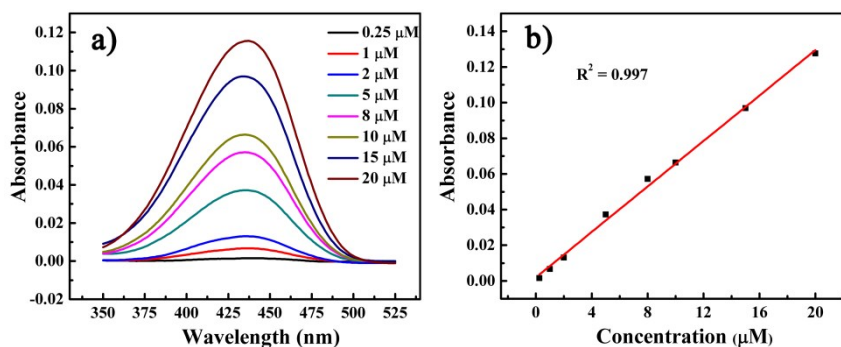 a)
0.25 μM
1 μM
2 μM
5 μM
8 μM
10 μM
15 μM
20 μM
0.12
0.10
0.08
0.06
0.04
0.02
0.00
-0.02
Absorbance
350 375 400 425 450 475 500 525
Wavelength (nm)
b)
R² = 0.997
0.14
0.12
0.10
0.08
0.06
0.04
0.02
0.00
Absorbance
0 4 8 12 16 20
Concentration (μM)